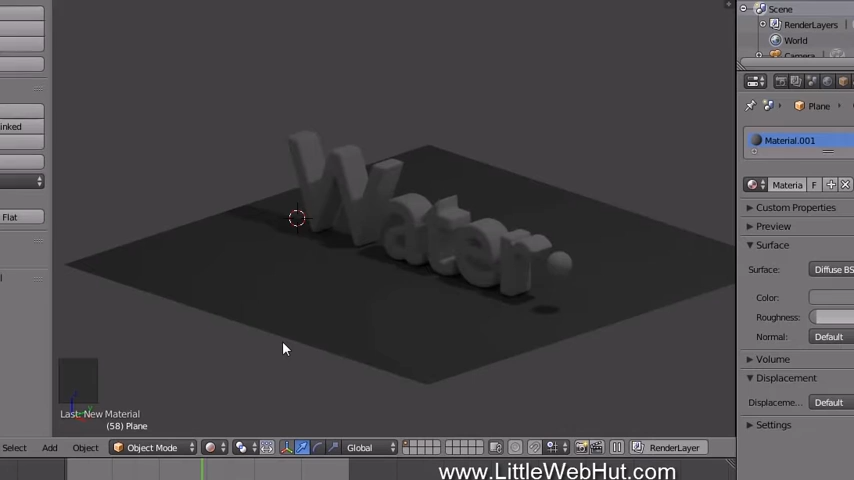 Scene
RenderLayers
World
Camera
Plane
inked
Material.001
Materia F
Flat
Custom Properties
Preview
Surface
Surface: Diffuse BS
Color:
Roughness:
Normal: Default
Volume
Displacement
Displaceme... Default
Settings
Water
Last: New Material
(58) Plane
Select Add Object Object Mode Global RenderLayer
www.LittleWebHut.com